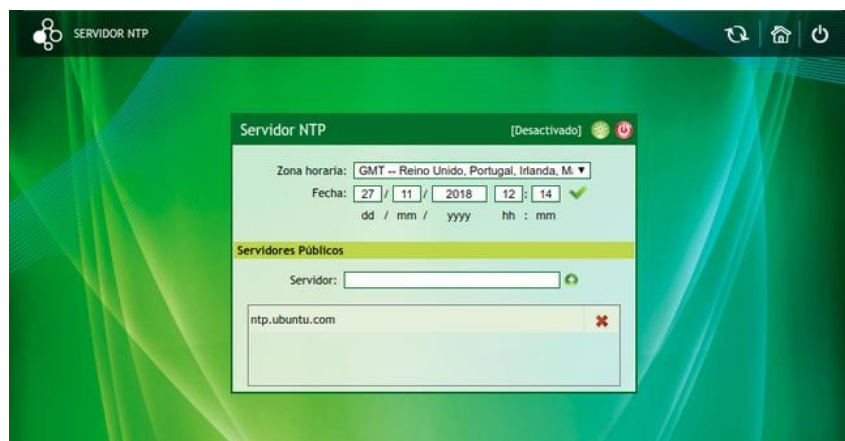 SERVIDOR NTP
Servidor NTP [Desactivado]
Zona horaria: GMT -- Reino Unido, Portugal, Irlanda, M. ▼
Fecha: 27 / 11 / 2018 12 : 14
dd / mm / yyyy hh : mm
Servidores Públicos
Servidor:
ntp.ubuntu.com